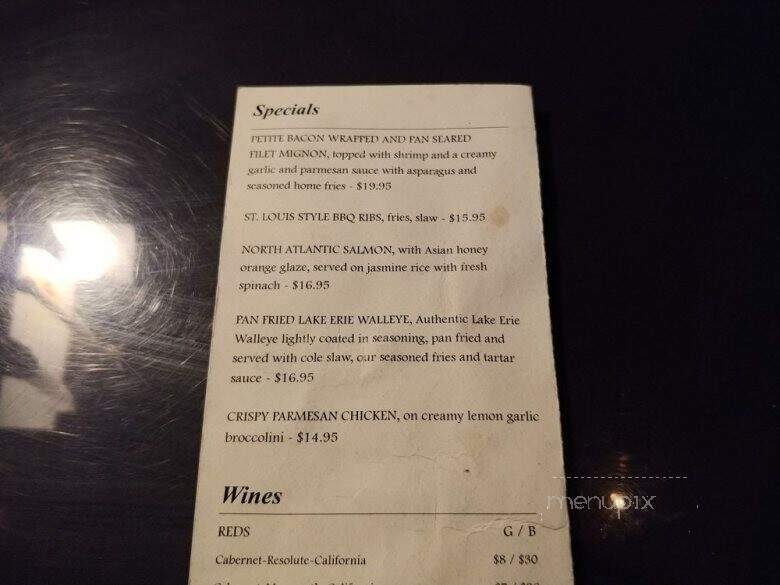 Specials
PETITE BACON WRAPPED AND PAN SEARED
FILET MIGNON, topped with shrimp and a creamy
garlic and parmesan sauce with asparagus and
seasoned home fries - $19.95
ST. LOUIS STYLE BBQ RIBS, fries, slaw - $15.95
NORTH ATLANTIC SALMON, with Asian honey
orange glaze, served on jasmine rice with fresh
spinach - $16.95
PAN FRIED LAKE ERIE WALLEYE, Authentic Lake Erie
Walleye lightly coated in seasoning, pan fried and
served with cole slaw, our seasoned fries and tartar
sauce - $16.95
CRISPY PARMESAN CHICKEN, on creamy lemon garlic
broccolini - $14.95
Wines
REDS G / B
Cabernet-Resolute-California $8 / $30
menupix